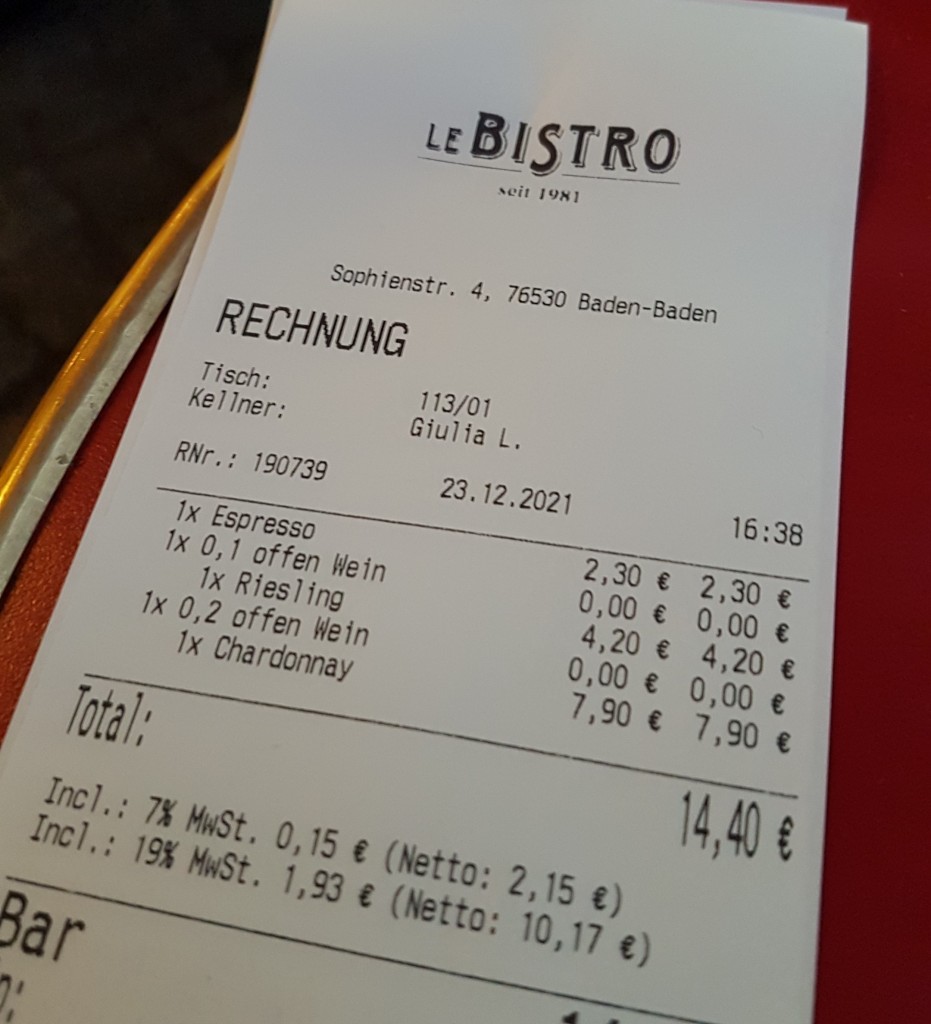 LE BISTRO
seit 1981
Sophienstr. 4, 76530 Baden-Baden
RECHNUNG
Tisch: 113/01
Kellner: Giulia L.
RNr.: 190739 23.12.2021 16:38
1x Espresso 2,30 € 2,30 €
1x 0,1 offen Wein 0,00 € 0,00 €
1x Riesling 4,20 € 4,20 €
1x 0,2 offen Wein 0,00 € 0,00 €
1x Chardonnay 7,90 € 7,90 €
Total: 14,40 €
Incl.: 7% MwSt. 0,15 € (Netto: 2,15 €)
Incl.: 19% MwSt. 1,93 € (Netto: 10,17 €)
Bar